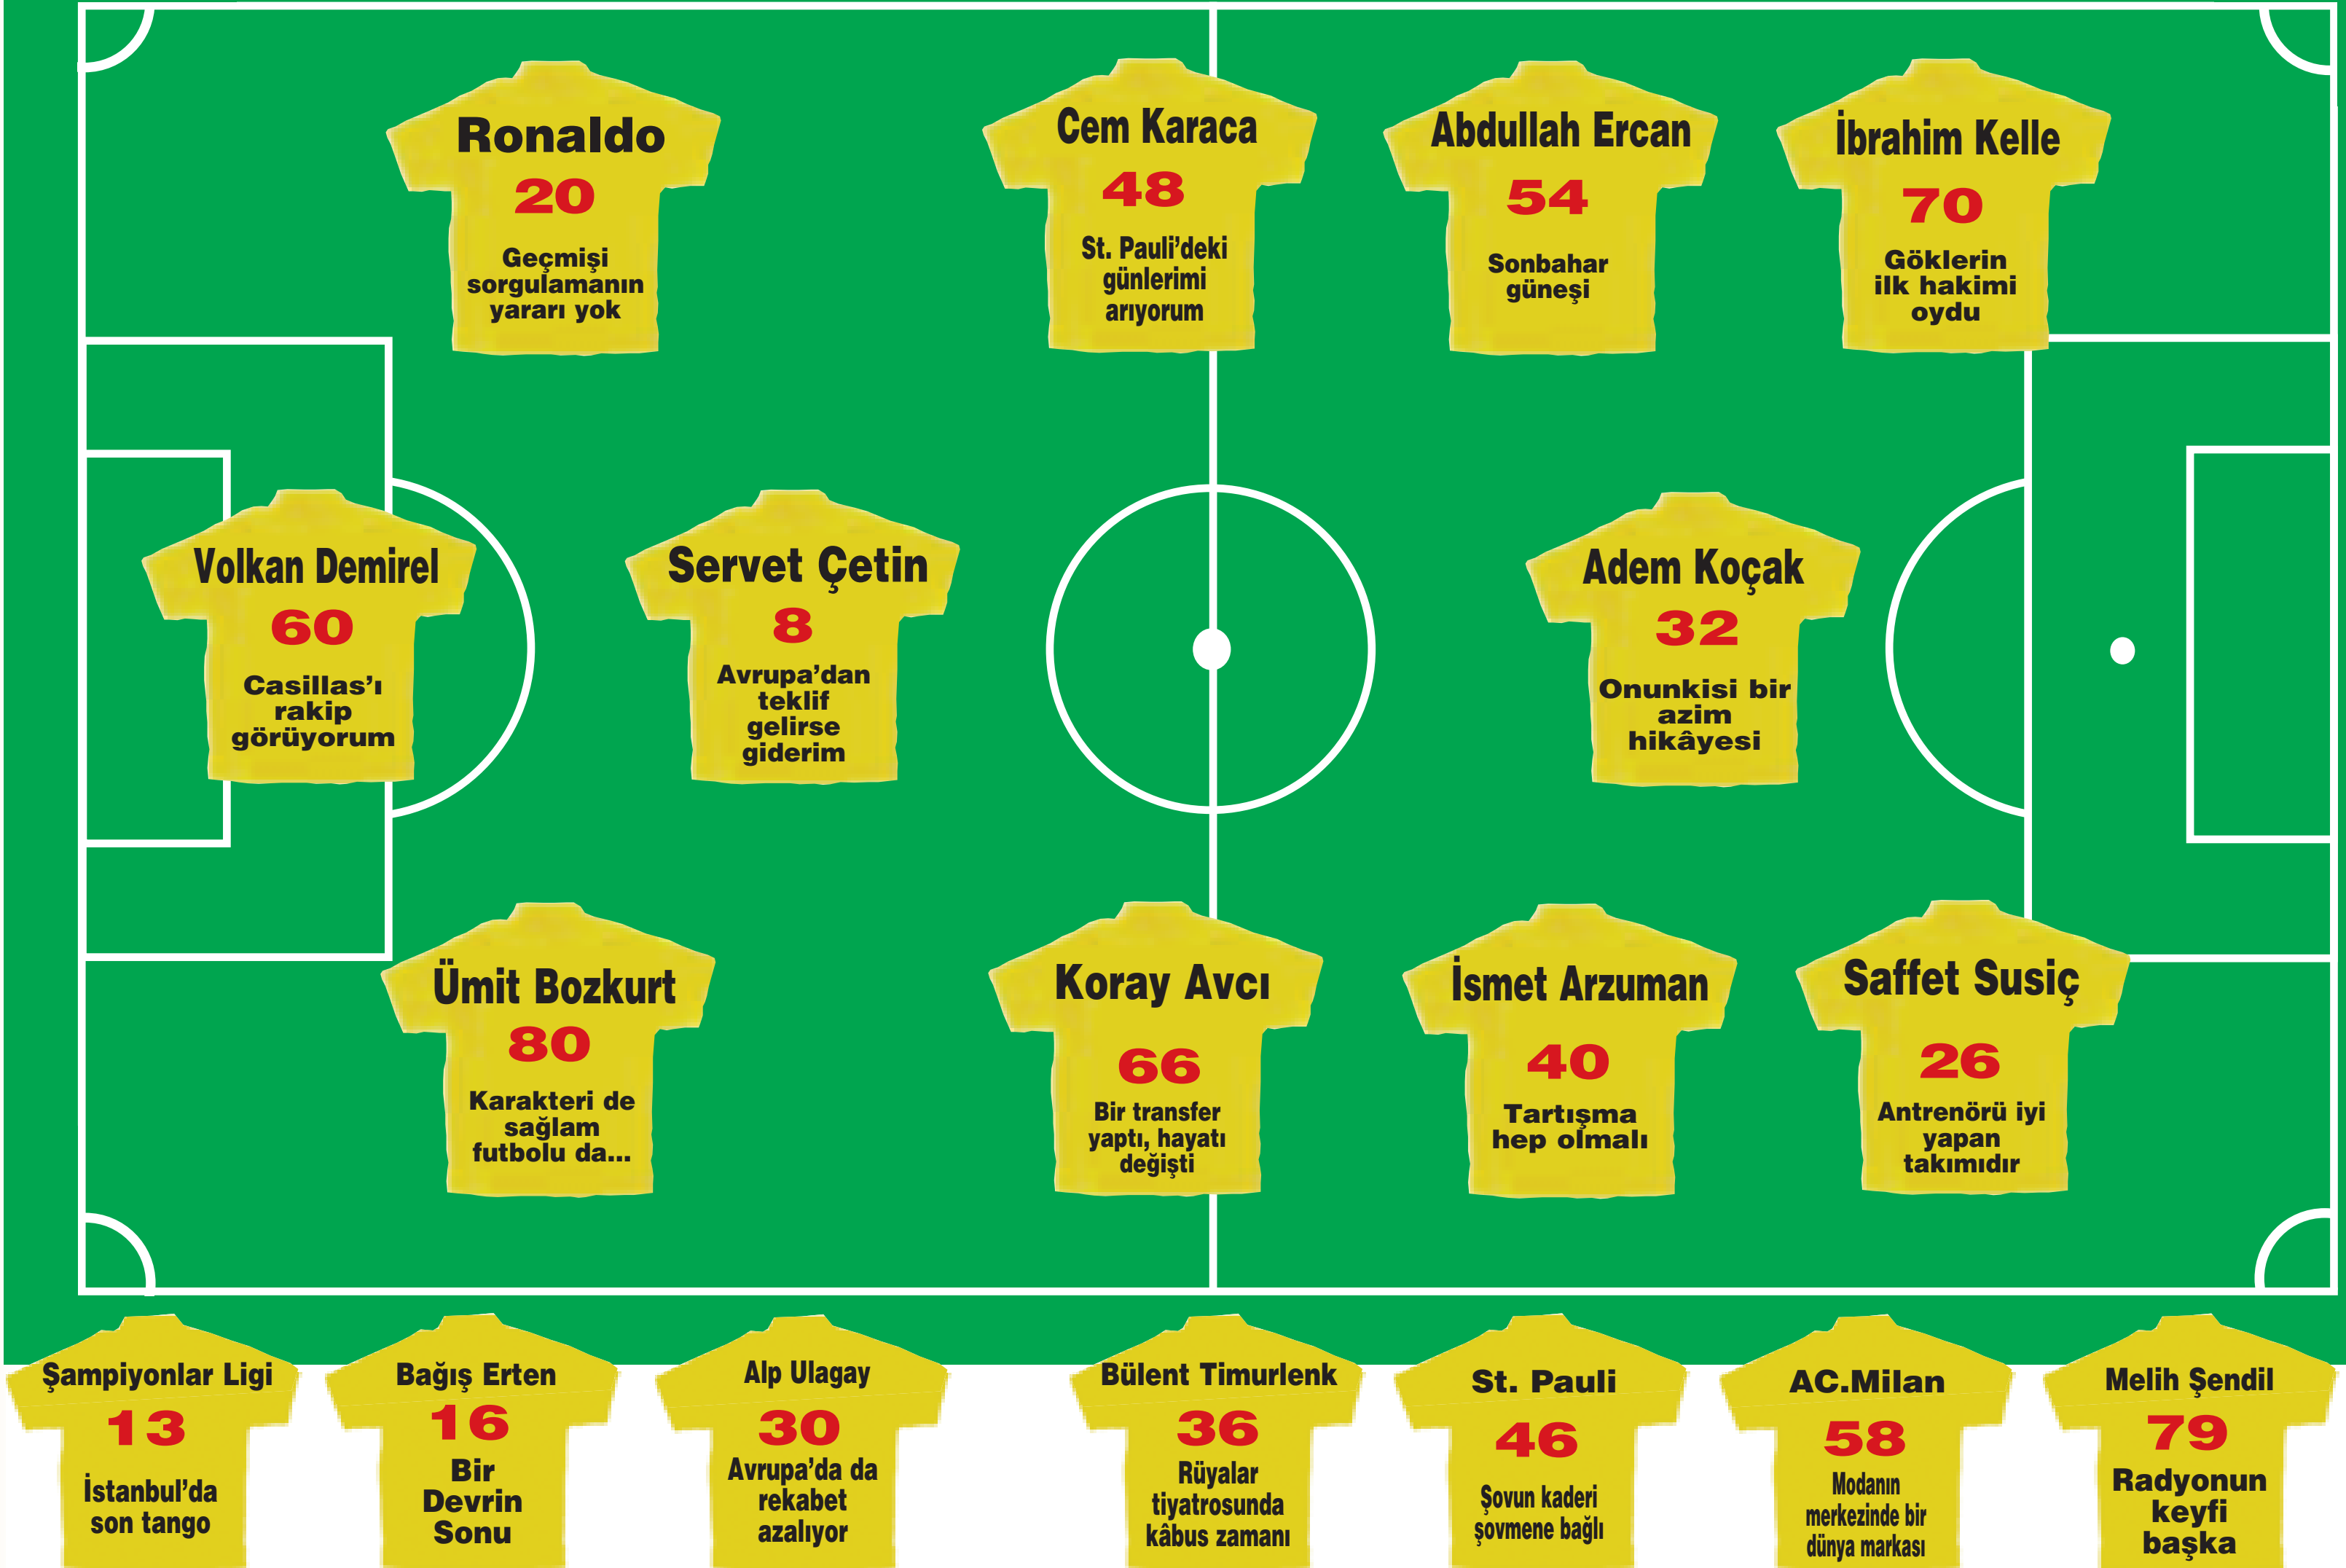 Ronaldo
20
Geçmişi
sorgulamanın
yararı yok
Cem Karaca
48
St. Pauli’deki
günlerimi
arıyorum
Abdullah Ercan
54
Sonbahar
güneşi
İbrahim Kelle
70
Göklerin
ilk hakimi
oydu
Volkan Demirel
60
Casillas’ı
rakip
görüyorum
Servet Çetin
8
Avrupa’dan
teklif
gelirse
giderim
Adem Koçak
32
Onunkisi bir
azim
hikâyesi
Ümit Bozkurt
80
Karakteri de
sağlam
futbolu da...
Koray Avcı
66
Bir transfer
yaptı, hayatı
değişti
İsmet Arzuman
40
Tartışma
hep olmalı
Saffet Susiç
26
Antrenörü iyi
yapan
takımıdır
Şampiyonlar Ligi
13
İstanbul’da
son tango
Bağış Erten
16
Bir
Devrin
Sonu
Alp Ulagay
30
Avrupa’da da
rekabet
azalıyor
Bülent Timurlenk
36
Rüyalar
tiyatrosunda
kâbus zamanı
St. Pauli
46
Şovun kaderi
şovmene bağlı
AC.Milan
58
Modanın
merkezinde bir
dünya markası
Melih Şendil
79
Radyonun
keyfi
başka